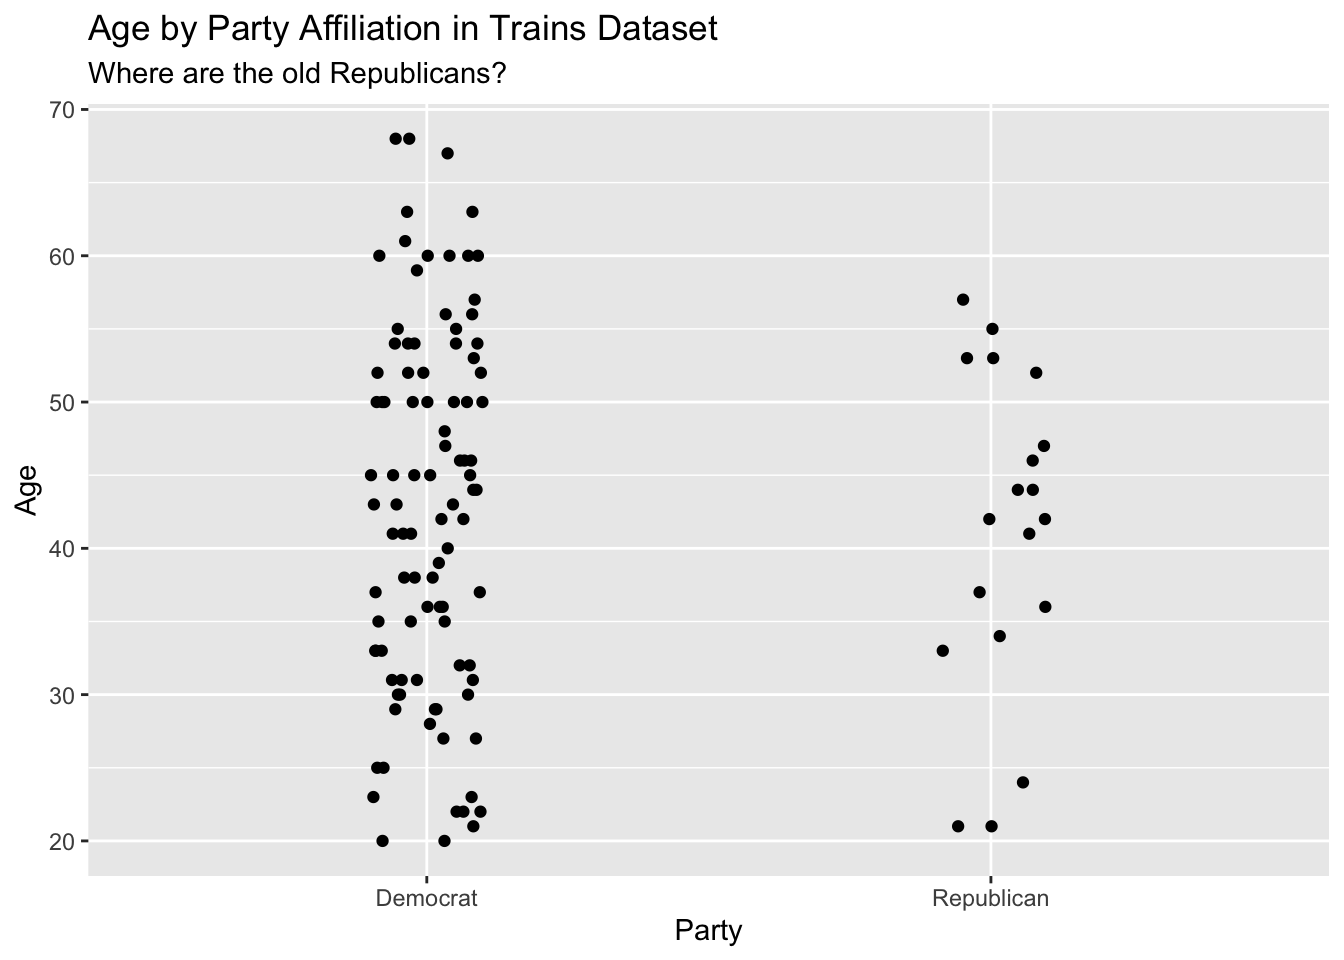 Age by Party Affiliation in Trains Dataset
Where are the old Republicans?
70
60
50
40
30
20
Age
Democrat
Republican
Party